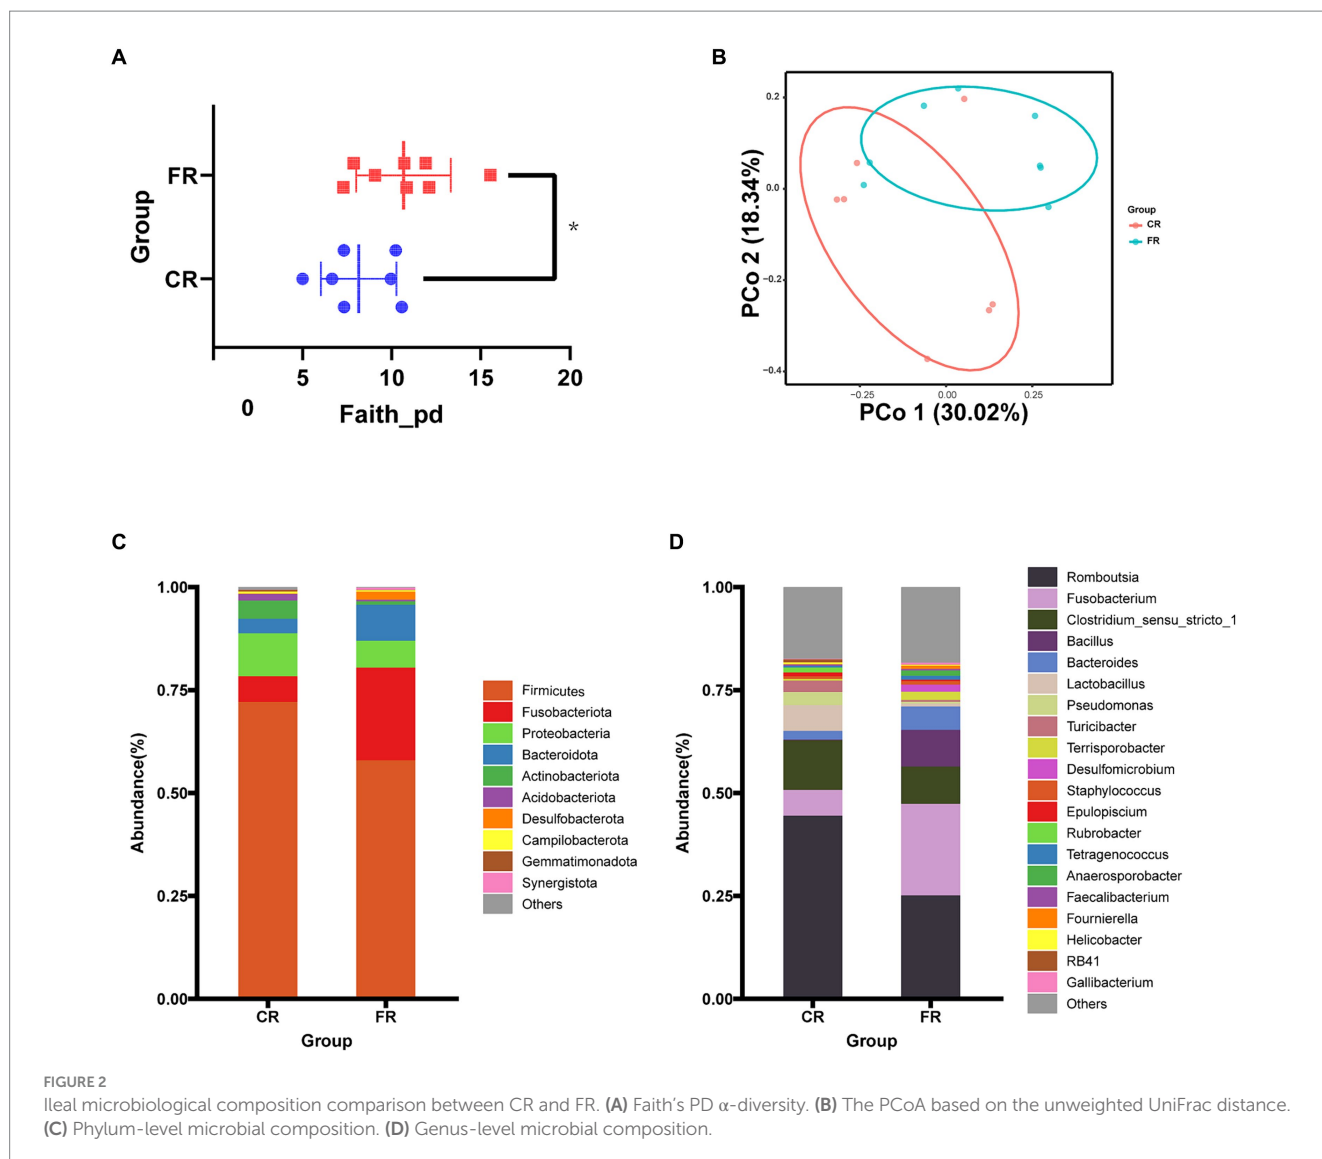 A
FR
CR
Group
*
5
10
15
20
0
Faith_pd
B
0.2
0.0
−0.2
−0.4
PCo 2 (18.34%)
−0.25
0.00
0.25
PCo 1 (30.02%)
Group
CR
FR
C
1.00
0.75
0.50
0.25
0.00
Abundance(%)
CR
FR
Group
Firmicutes
Fusobacteriota
Proteobacteria
Bacteroidota
Actinobacteriota
Acidobacteriota
Desulfobacterota
Campilobacterota
Gemmatimonadota
Synergistota
Others
D
1.00
0.75
0.50
0.25
0.00
Abundance(%)
CR
FR
Group
Romboutsia
Fusobacterium
Clostridium_sensu_stricto_1
Bacillus
Bacteroides
Lactobacillus
Pseudomonas
Turicibacter
Terrisporobacter
Desulfomicrobium
Staphylococcus
Epulopiscium
Rubrobacter
Tetragenococcus
Anaerosporobacter
Faecalibacterium
Fournierella
Helicobacter
RB41
Gallibacterium
Others
FIGURE 2
Ileal microbiological composition comparison between CR and FR. (A) Faith's PD α-diversity. (B) The PCoA based on the unweighted UniFrac distance.
(C) Phylum-level microbial composition. (D) Genus-level microbial composition.